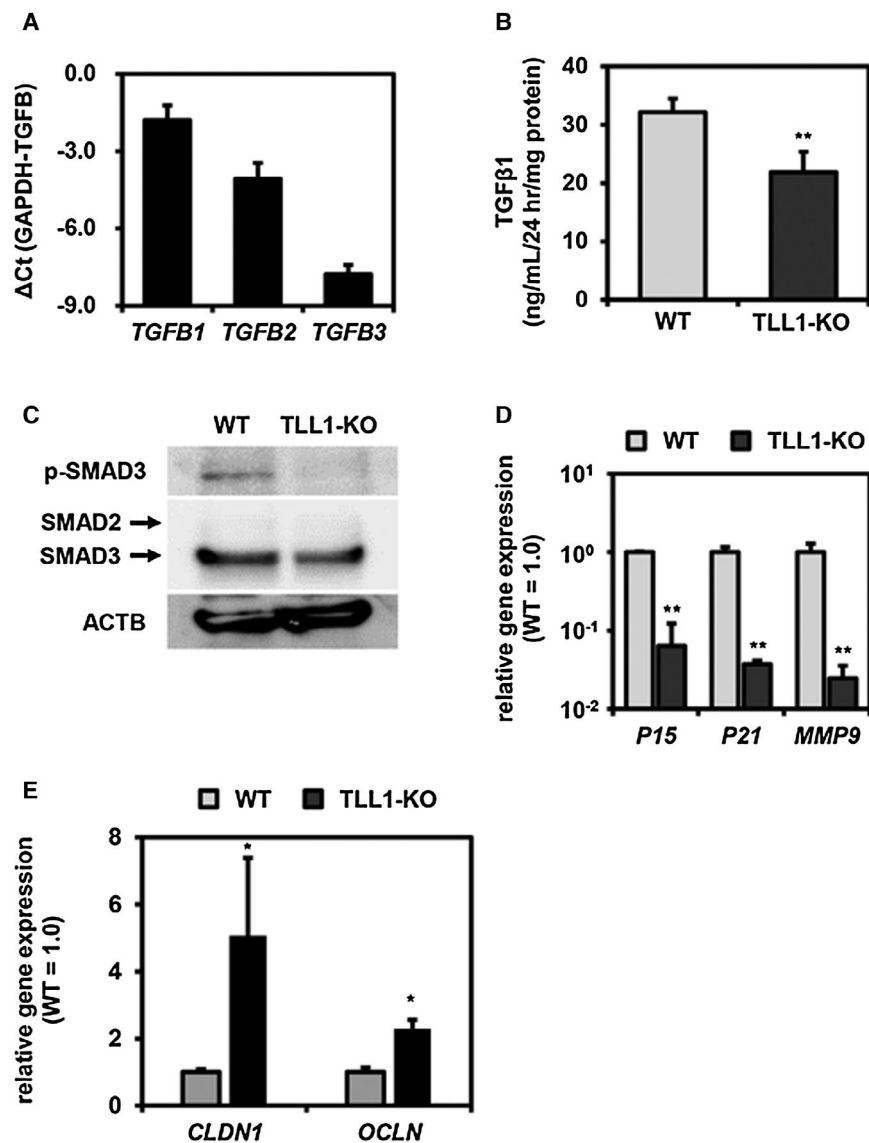 A
0.0
-3.0
-6.0
-9.0
ΔCt (GAPDH-TGFB)
TGFB1 TGFB2 TGFB3
B
40
30
20
10
0
TGFβ1
(ng/mL/24 hr/mg protein)
**
WT TLL1-KO
C
WT TLL1-KO
p-SMAD3
SMAD2
SMAD3
ACTB
D
WT TLL1-KO
10¹
10⁰
10⁻¹
10⁻²
relative gene expression
(WT = 1.0)
** ** **
P15 P21 MMP9
E
WT TLL1-KO
8
6
4
2
0
relative gene expression
(WT = 1.0)
* *
CLDN1 OCLN